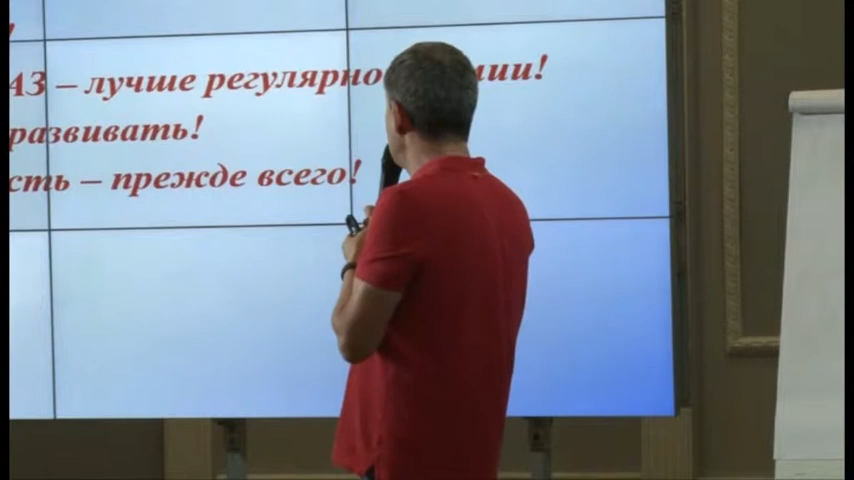 !
АЗ – лучше регулярно ии!
развивать!
сть – прежде всего!